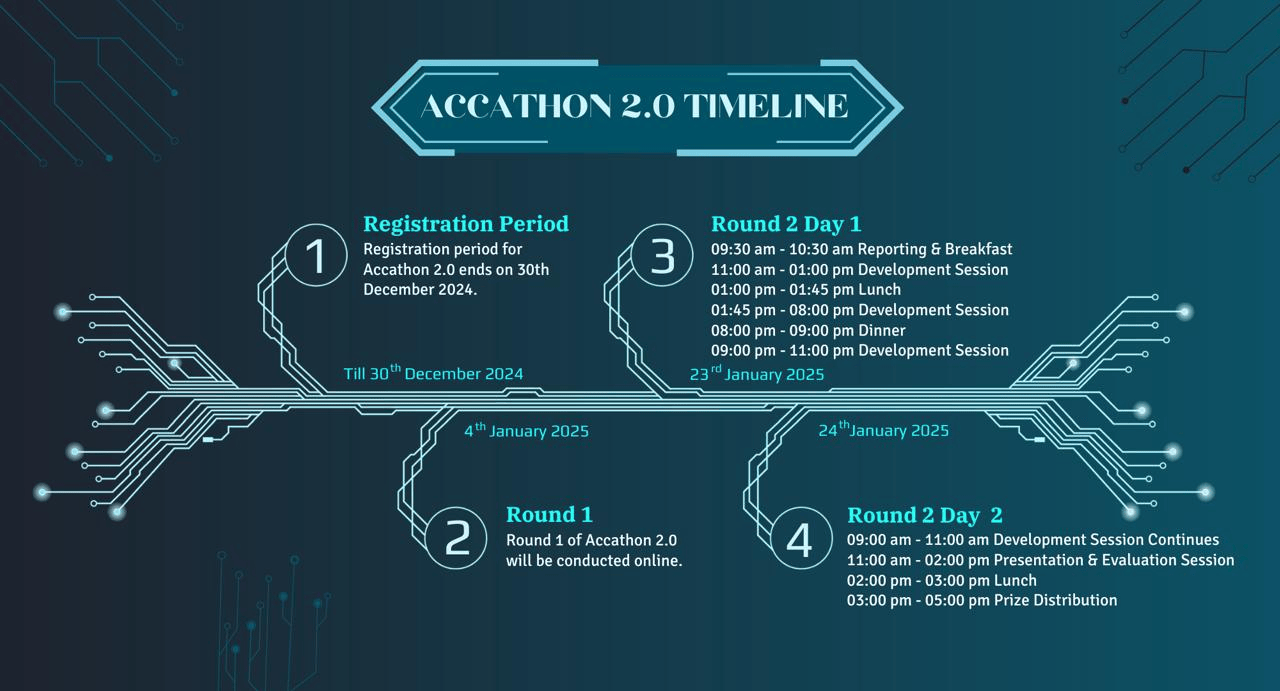 ACCATHON 2.0 TIMELINE
1
Registration Period
Registration period for
Accathon 2.0 ends on 30th
December 2024.
Till 30th December 2024
2
4th January 2025
Round 1
Round 1 of Accathon 2.0
will be conducted online.
3
Round 2 Day 1
09:30 am - 10:30 am Reporting & Breakfast
11:00 am - 01:00 pm Development Session
01:00 pm - 01:45 pm Lunch
01:45 pm - 08:00 pm Development Session
08:00 pm - 09:00 pm Dinner
09:00 pm - 11:00 pm Development Session
23rd January 2025
4
24thJanuary 2025
Round 2 Day  2
09:00 am - 11:00 am Development Session Continues
11:00 am - 02:00 pm Presentation & Evaluation Session
02:00 pm - 03:00 pm Lunch
03:00 pm - 05:00 pm Prize Distribution